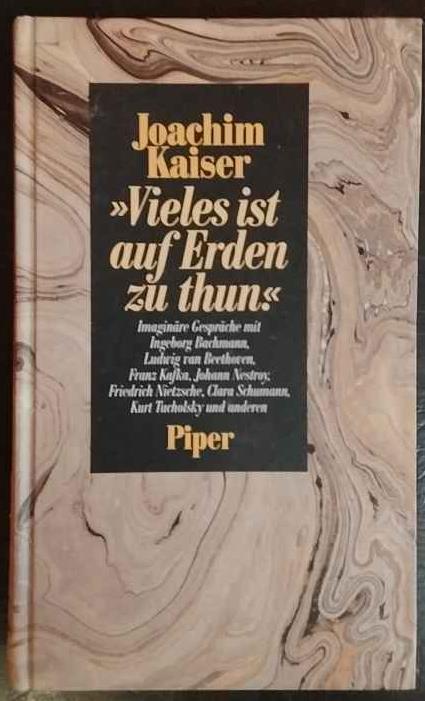 Joachim
Kaiser
»Vieles ist
auf Erden
zu thun.«
Imaginäre Gespräche mit
Ingeborg Bachmann,
Ludwig van Beethoven,
Franz Kafka, Johann Nestroy,
Friedrich Nietzsche, Clara Schumann,
Kurt Tucholsky und anderen
Piper